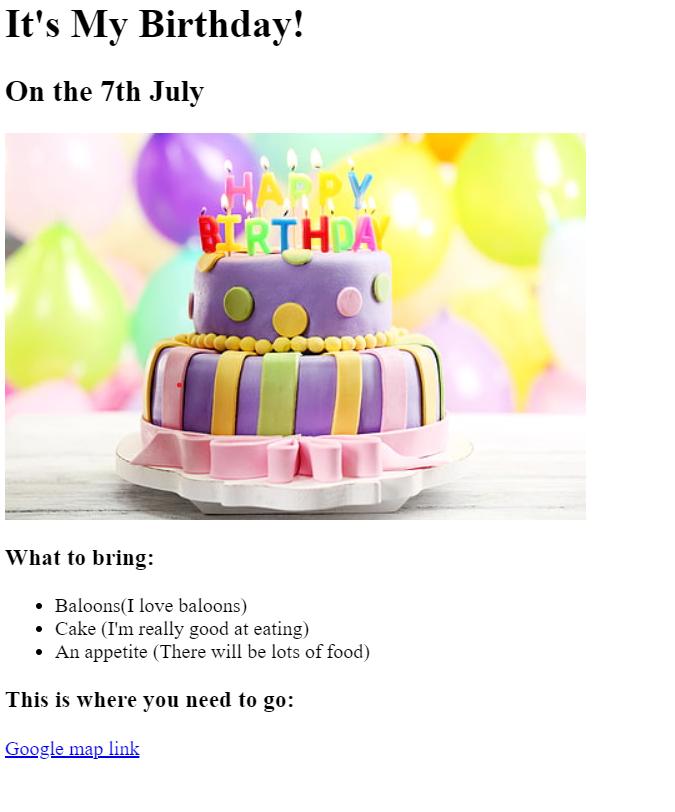 It's My Birthday!
On the 7th July
HAPPY
BIRTHDAY
What to bring:
Baloons(I love baloons)
Cake (I'm really good at eating)
An appetite (There will be lots of food)
This is where you need to go:
Google map link